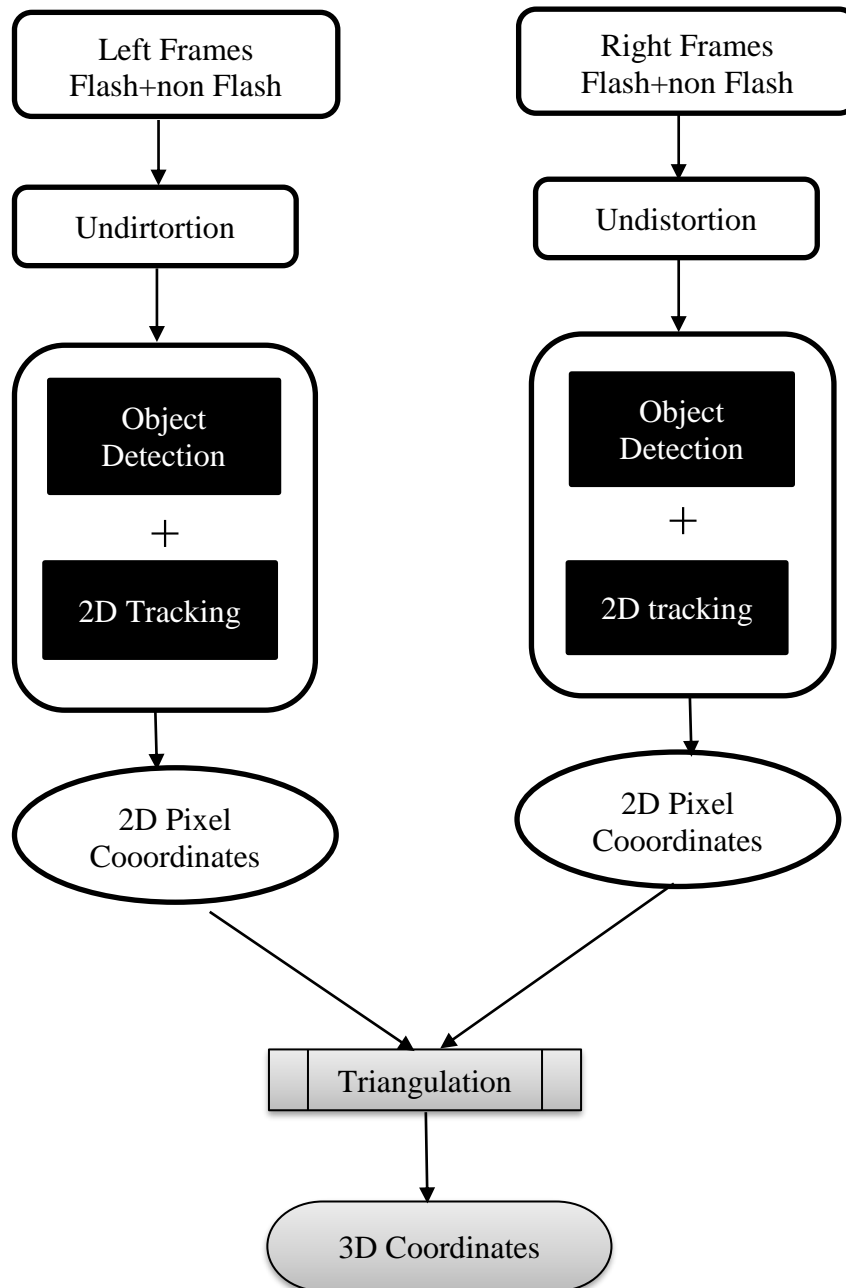 Left Frames
Flash+non Flash
Undirtortion
Object
Detection
+
2D Tracking
2D Pixel
Cooordinates
Right Frames
Flash+non Flash
Undistortion
Object
Detection
+
2D tracking
2D Pixel
Cooordinates
Triangulation
3D Coordinates